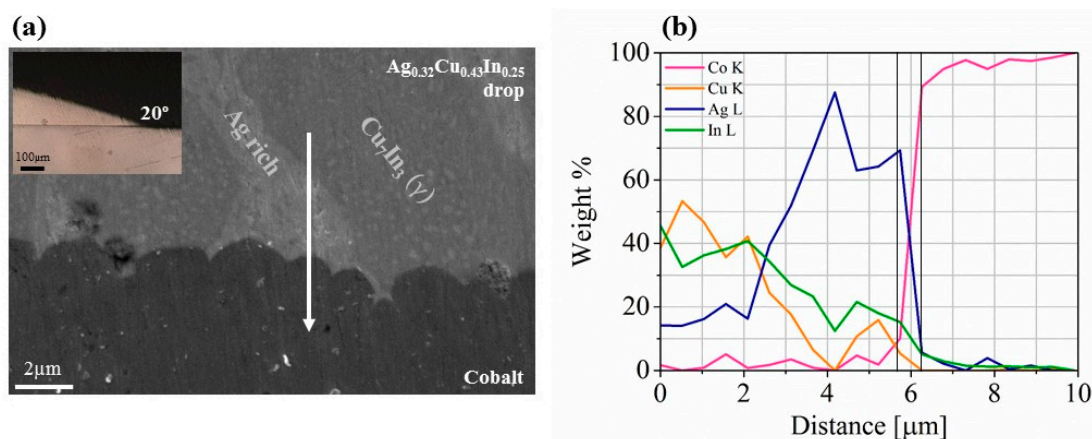 (a)
20°
100μm
Ag₀.₃₂Cu₀.₄₃In₀.₂₅
drop
Ag rich
Cu₇In₃ (γ)
2μm
Cobalt
(b)
Co K
Cu K
Ag L
In L
Weight %
100
80
60
40
20
0
0 2 4 6 8 10
Distance [μm]